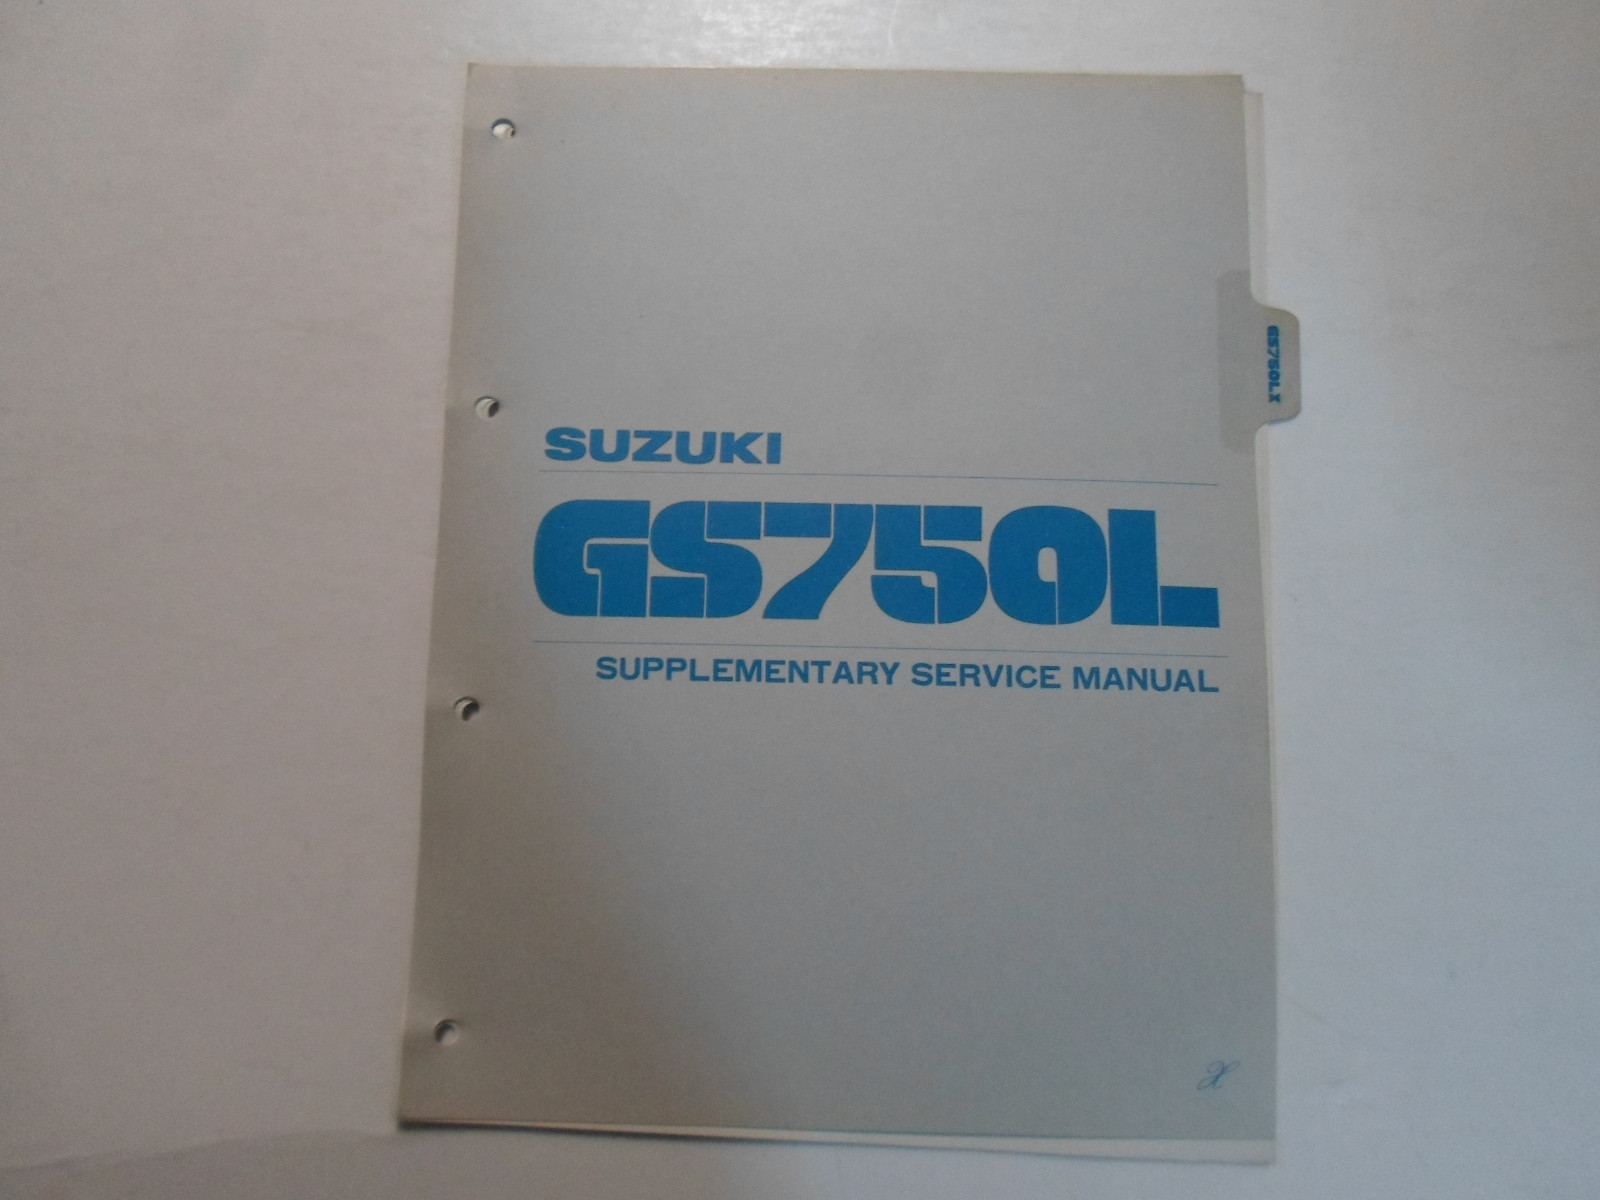 GS750LX
SUZUKI
GS750L
SUPPLEMENTARY SERVICE MANUAL
X